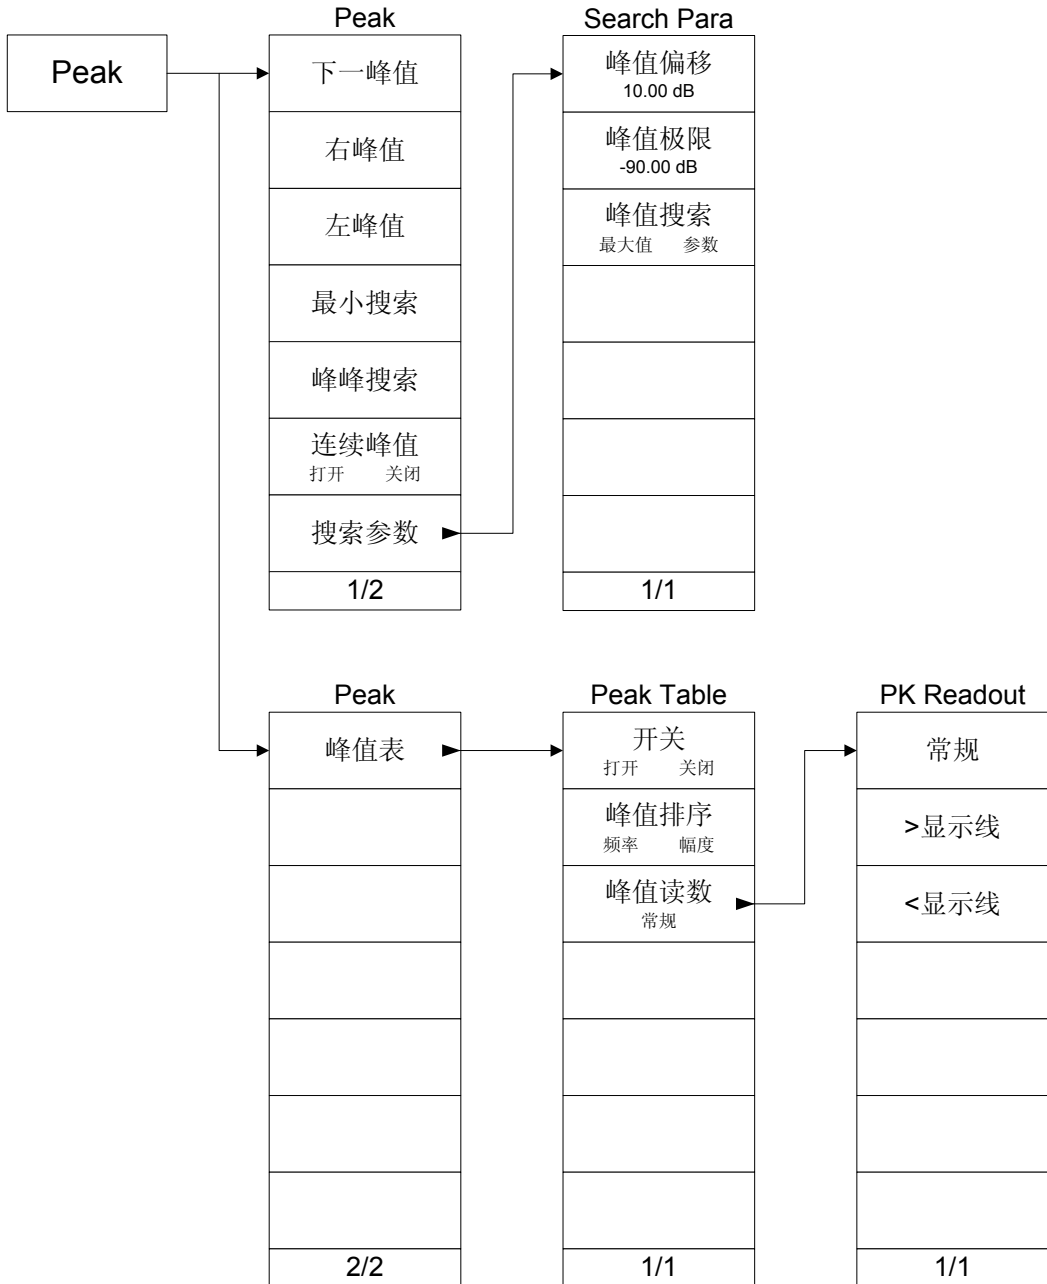 Peak
Peak
下一峰值
右峰值
左峰值
最小搜索
峰峰搜索
连续峰值
打开 关闭
搜索参数
1/2
Search Para
峰值偏移
10.00 dB
峰值极限
-90.00 dB
峰值搜索
最大值 参数
1/1
Peak
峰值表
2/2
Peak Table
开关
打开 关闭
峰值排序
频率 幅度
峰值读数
常规
1/1
PK Readout
常规
>显示线
<显示线
1/1